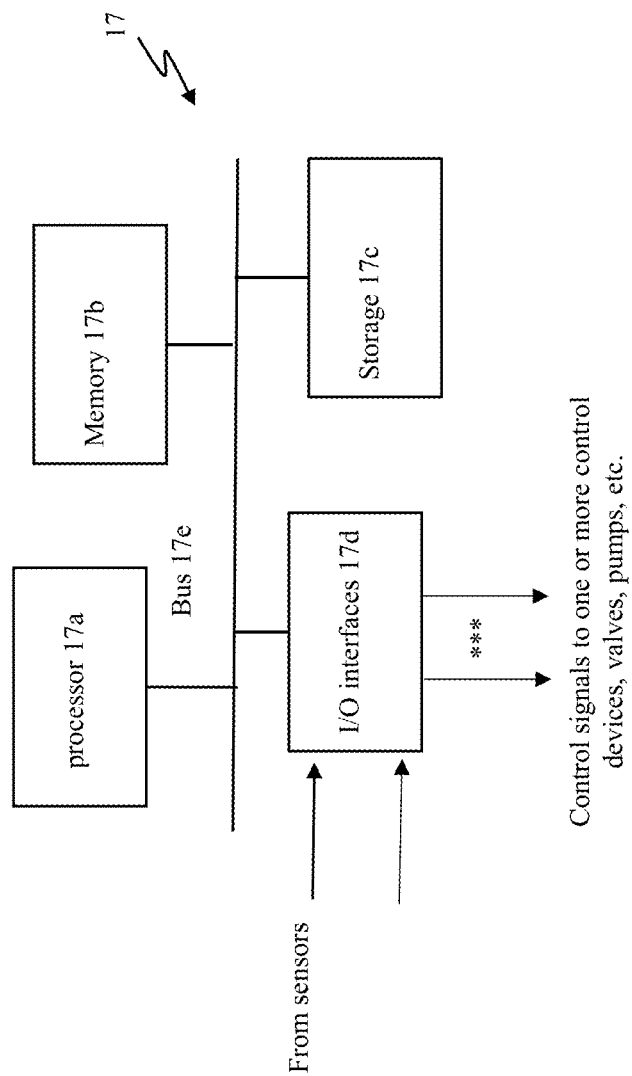 17
processor 17a
Memory 17b
Bus 17e
I/O interfaces 17d
Storage 17c
From sensors
***
Control signals to one or more control
devices, valves, pumps, etc.